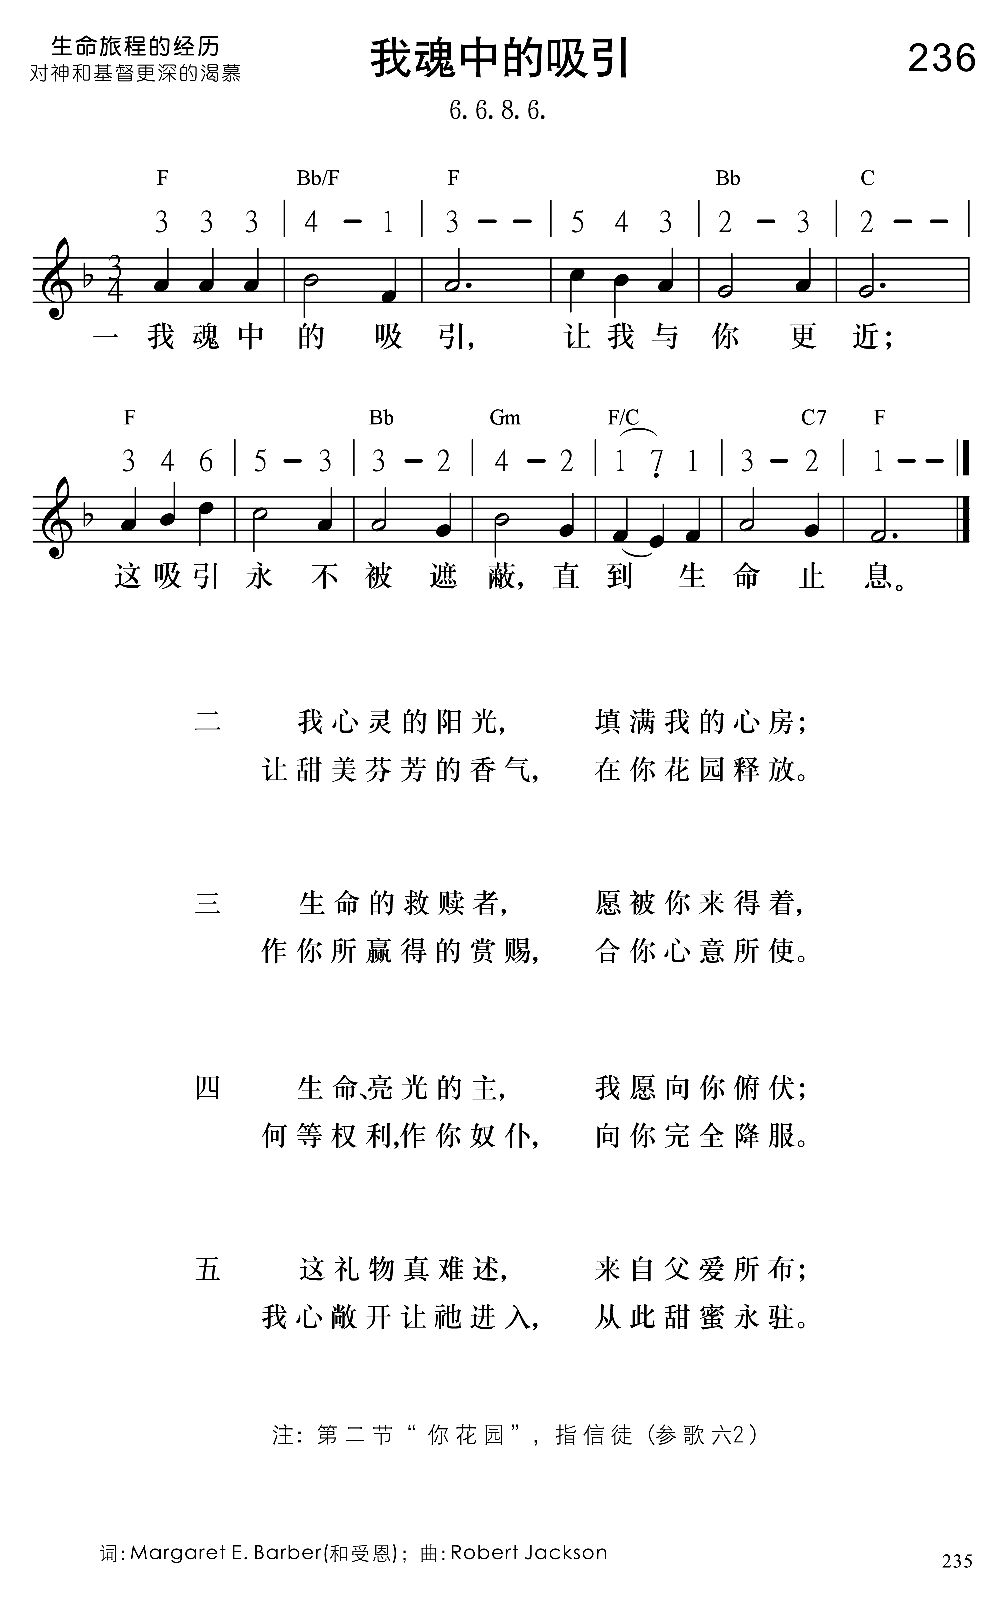 生命旅程的经历
对神和基督更深的渴慕
我魂中的吸引
236
6. 6. 8. 6.
F Bb/F F Bb C
3 3 3 | 4 - 1 | 3 - - | 5 4 3 | 2 - 3 | 2 - - |
3
4
一 我 魂 中 的 吸 引， 让 我 与 你 更 近；
F Bb Gm F/C C7 F
3 4 6 | 5 - 3 | 3 - 2 | 4 - 2 | 1 7̣ 1 | 3 - 2 | 1 - - ‖
这 吸 引 永 不 被 遮 蔽， 直 到 生 命 止 息。
二 我心灵的阳光， 填满我的心房；
让甜美芬芳的香气， 在你花园释放。
三 生命的救赎者， 愿被你来得着，
作你所赢得的赏赐， 合你心意所使。
四 生命、亮光的主， 我愿向你俯伏；
何等权利，作你奴仆， 向你完全降服。
五 这礼物真难述， 来自父爱所布；
我心敞开让祂进入， 从此甜蜜永驻。
注: 第二节“你花园”，指信徒 (参歌六2)
词: Margaret E. Barber(和受恩)； 曲: Robert Jackson
235